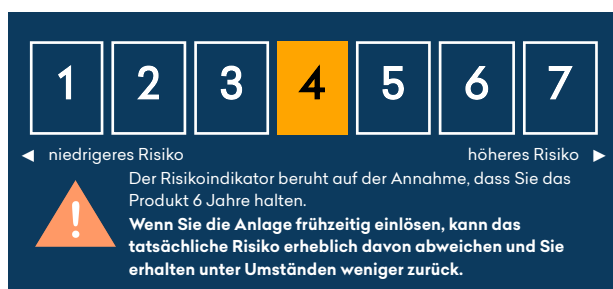 1 2 3 4 5 6 7
◄ niedrigeres Risiko höheres Risiko ►
Der Risikoindikator beruht auf der Annahme, dass Sie das
Produkt 6 Jahre halten.
Wenn Sie die Anlage frühzeitig einlösen, kann das
tatsächliche Risiko erheblich davon abweichen und Sie
erhalten unter Umständen weniger zurück.
!